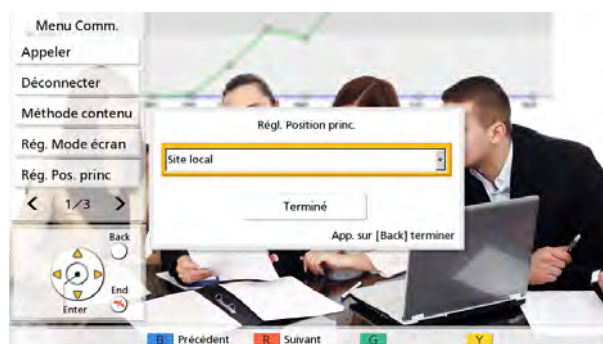 Menu Comm.
Appeler
Déconnecter
Méthode contenu
Rég. Mode écran
Rég. Pos. princ
< 1/3 >
Back
End
Enter
Régl. Position princ.
Site local
Terminé
App. sur [Back] terminer
B Précédent R Suivant G Y